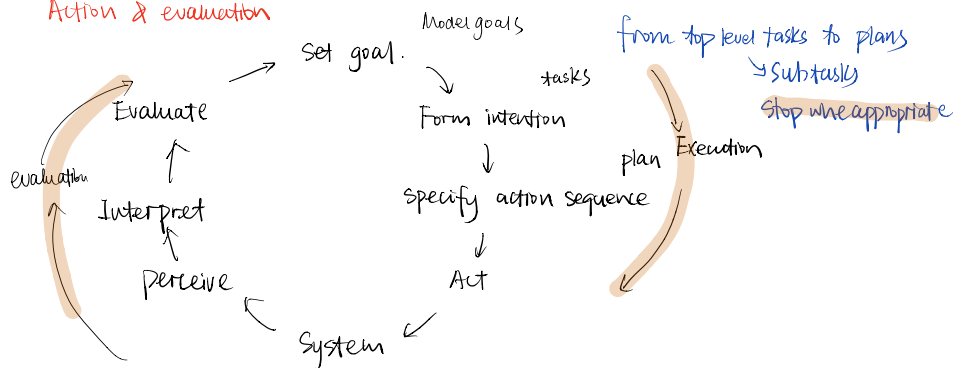 Action & evaluation
Model goals
Set goal.
from top level tasks to plans
↳ Subtasks
Stop whe appropriate
tasks
Evaluate
Form intention
plan
Execution
evaluation
Interpret
Specify action sequence
perceive
Act
System